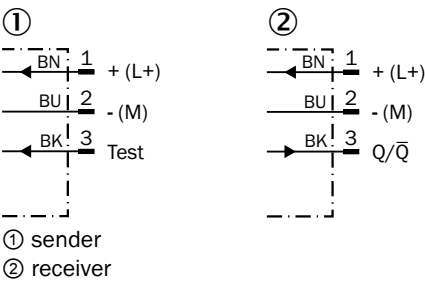 ① ②
BN 1 + (L+) BN 1 + (L+)
BU 2 - (M) BU 2 - (M)
BK 3 Test BK 3 Q/Q̅
① sender
② receiver